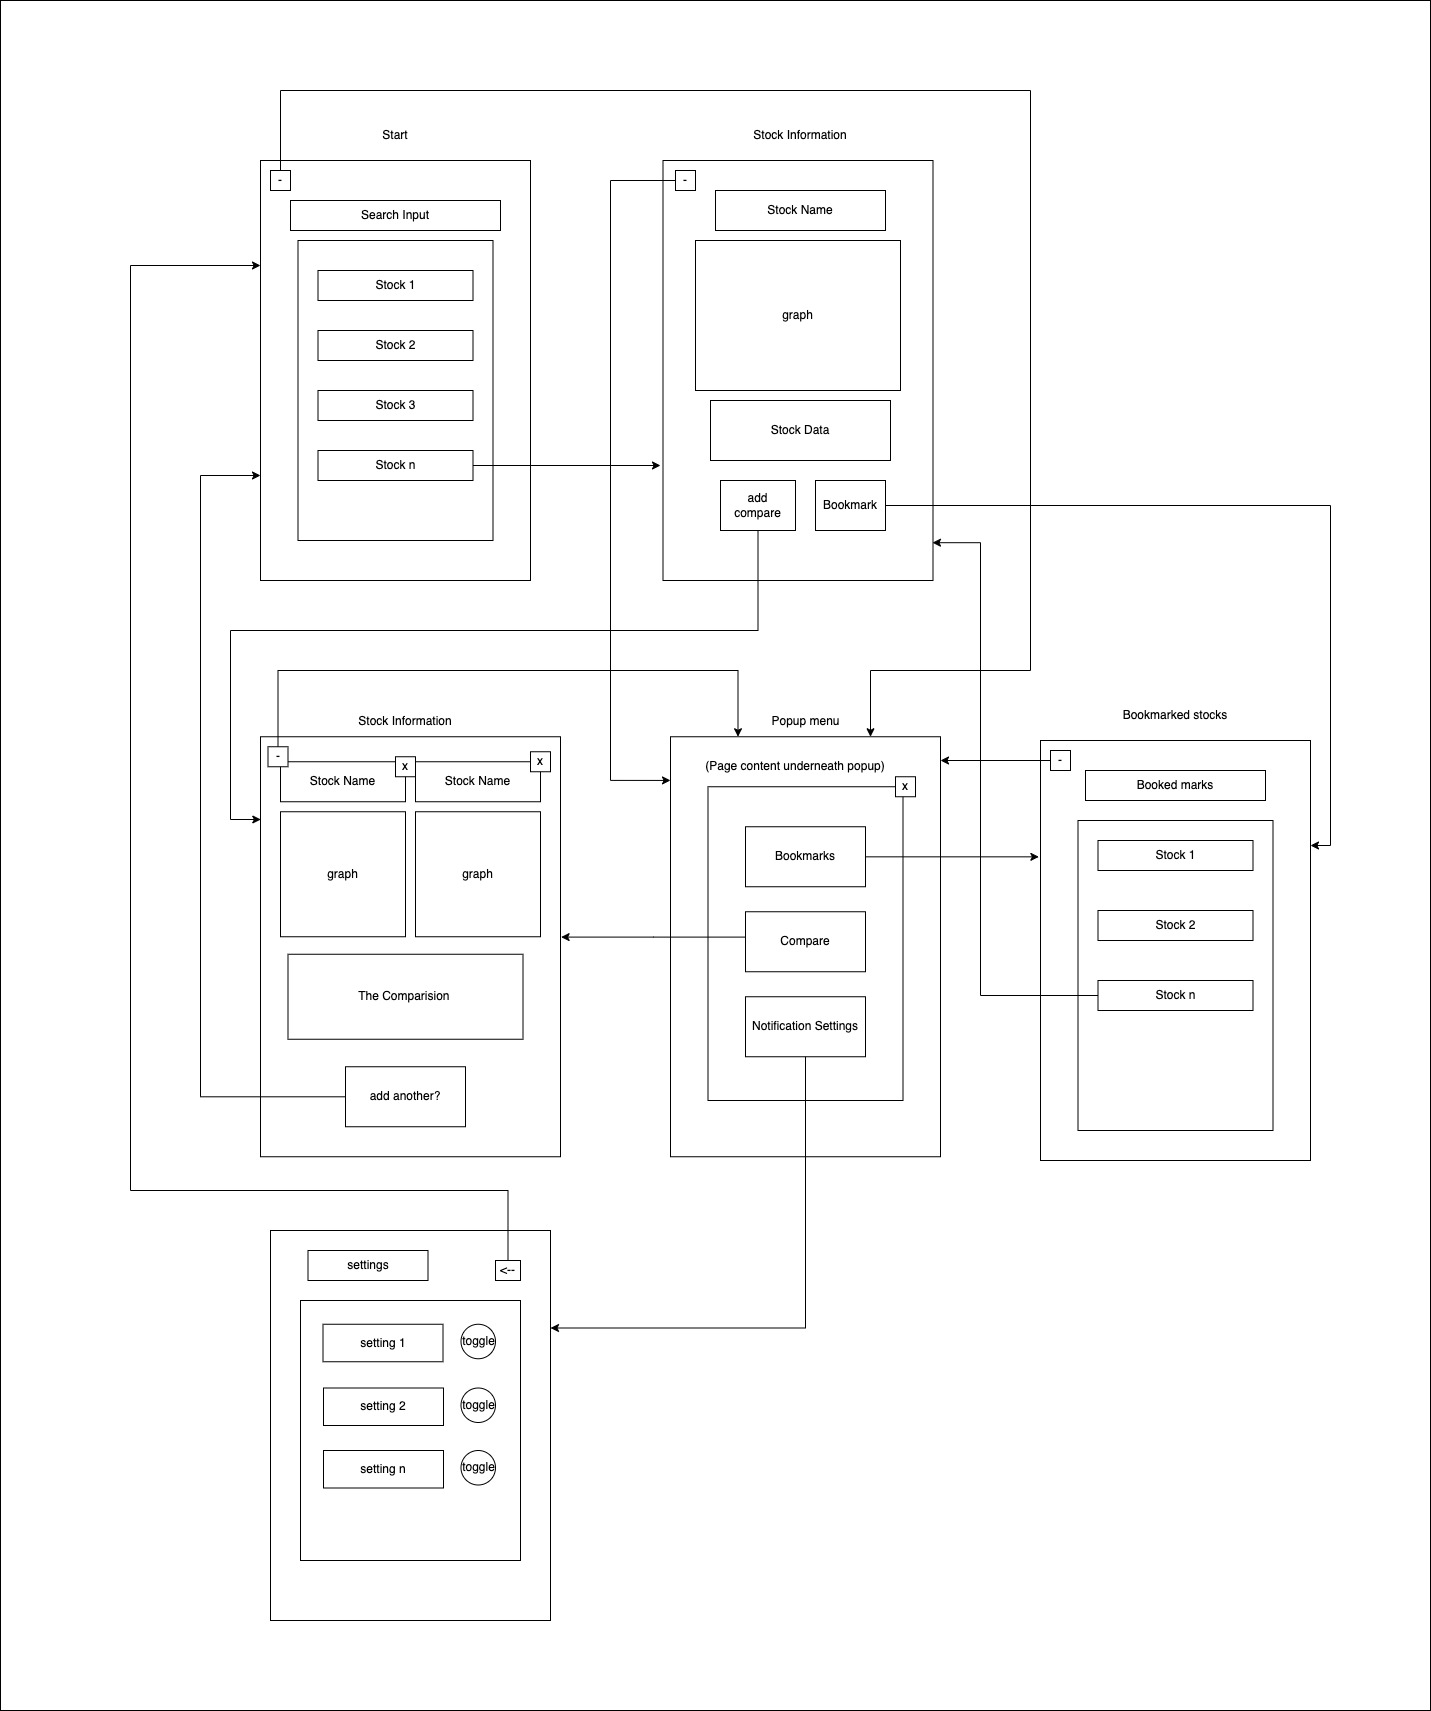 Start
-
Search Input
Stock 1
Stock 2
Stock 3
Stock n
Stock Information
-
Stock Name
graph
Stock Data
add
compare
Bookmark
Stock Information
-
Stock Name
x
Stock Name
x
graph
graph
The Comparision
add another?
Popup menu
(Page content underneath popup)
x
Bookmarks
Compare
Notification Settings
Bookmarked stocks
-
Booked marks
Stock 1
Stock 2
Stock n
settings
<--
setting 1
toggle
setting 2
toggle
setting n
toggle